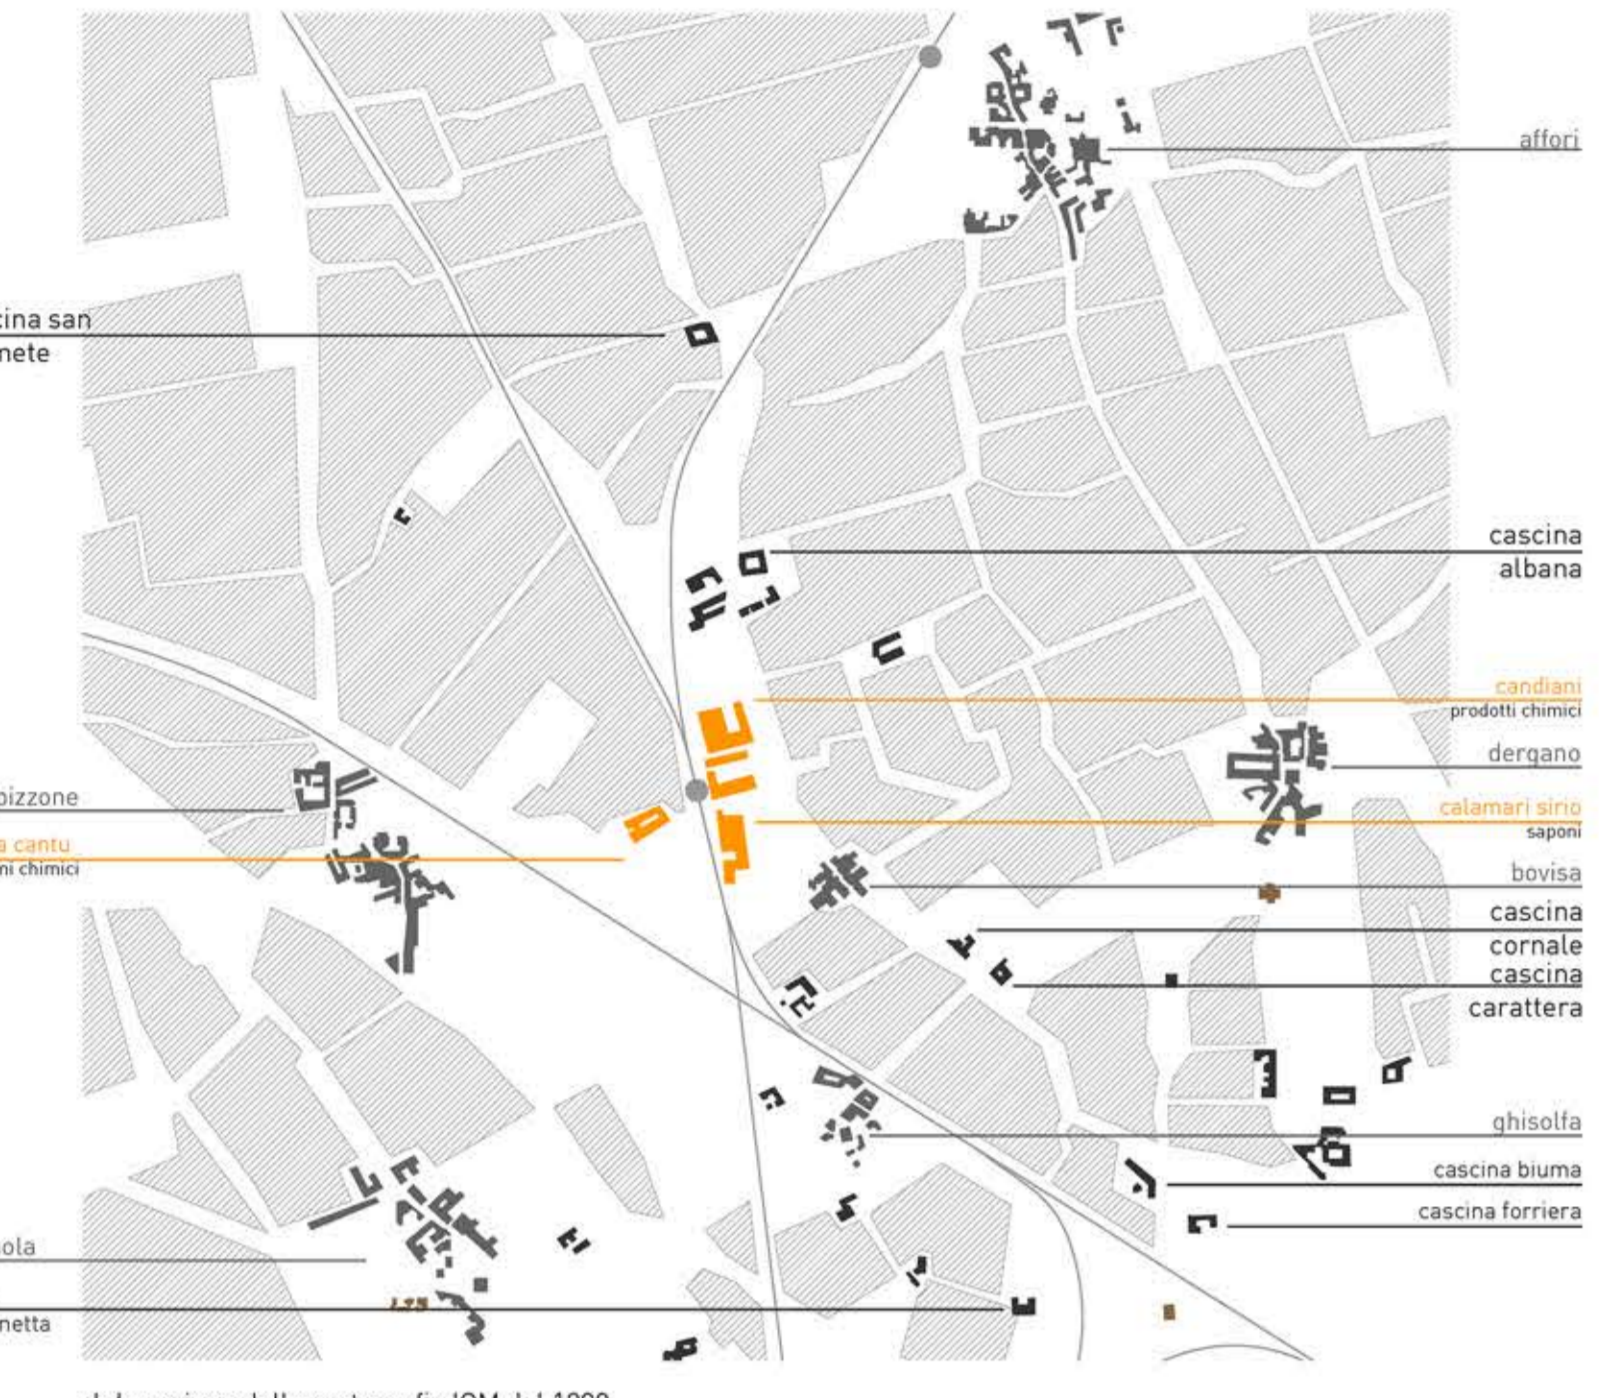 affori
cina san
nete
cascina
albana
candiani
prodotti chimici
dergano
pizzone
calamari sirio
saponi
a cantu
ni chimici
bovisa
cascina
cornale
cascina
carattera
ghisolfa
cascina biuma
cascina forriera
ola
netta